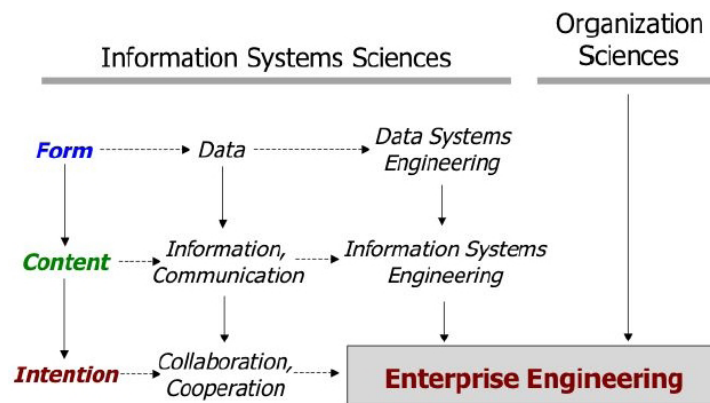 Organization
Sciences
Information Systems Sciences
Form
Data
Data Systems
Engineering
Content
Information,
Communication
Information Systems
Engineering
Intention
Collaboration,
Cooperation
Enterprise Engineering